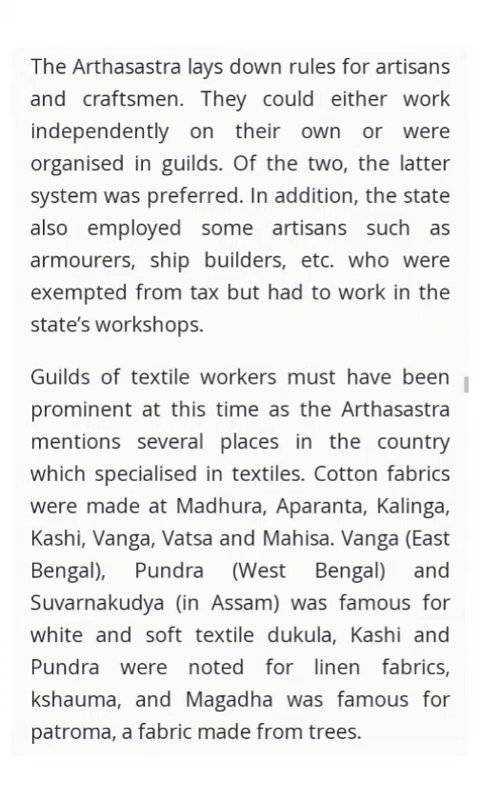 The Arthasastra lays down rules for artisans
and craftsmen. They could either work
independently on their own or were
organised in guilds. Of the two, the latter
system was preferred. In addition, the state
also employed some artisans such as
armourers, ship builders, etc. who were
exempted from tax but had to work in the
state's workshops.
Guilds of textile workers must have been
prominent at this time as the Arthasastra
mentions several places in the country
which specialised in textiles. Cotton fabrics
were made at Madhura, Aparanta, Kalinga,
Kashi, Vanga, Vatsa and Mahisa. Vanga (East
Bengal), Pundra (West Bengal) and
Suvarnakudya (in Assam) was famous for
white and soft textile dukula, Kashi and
Pundra were noted for linen fabrics,
kshauma, and Magadha was famous for
patroma, a fabric made from trees.